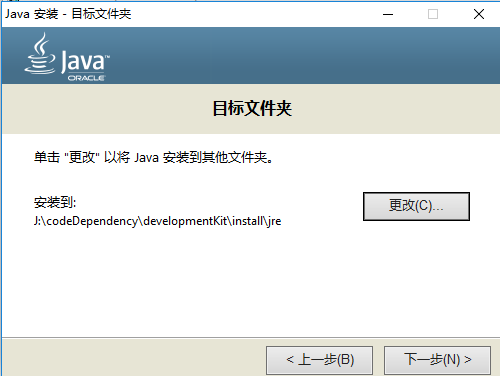 Java 安装 - 目标文件夹
Java™
ORACLE
目标文件夹
单击 "更改" 以将 Java 安装到其他文件夹。
安装到:
J:\codeDependency\developmentKit\install\jre
更改(C)...
< 上一步(B)
下一步(N) >